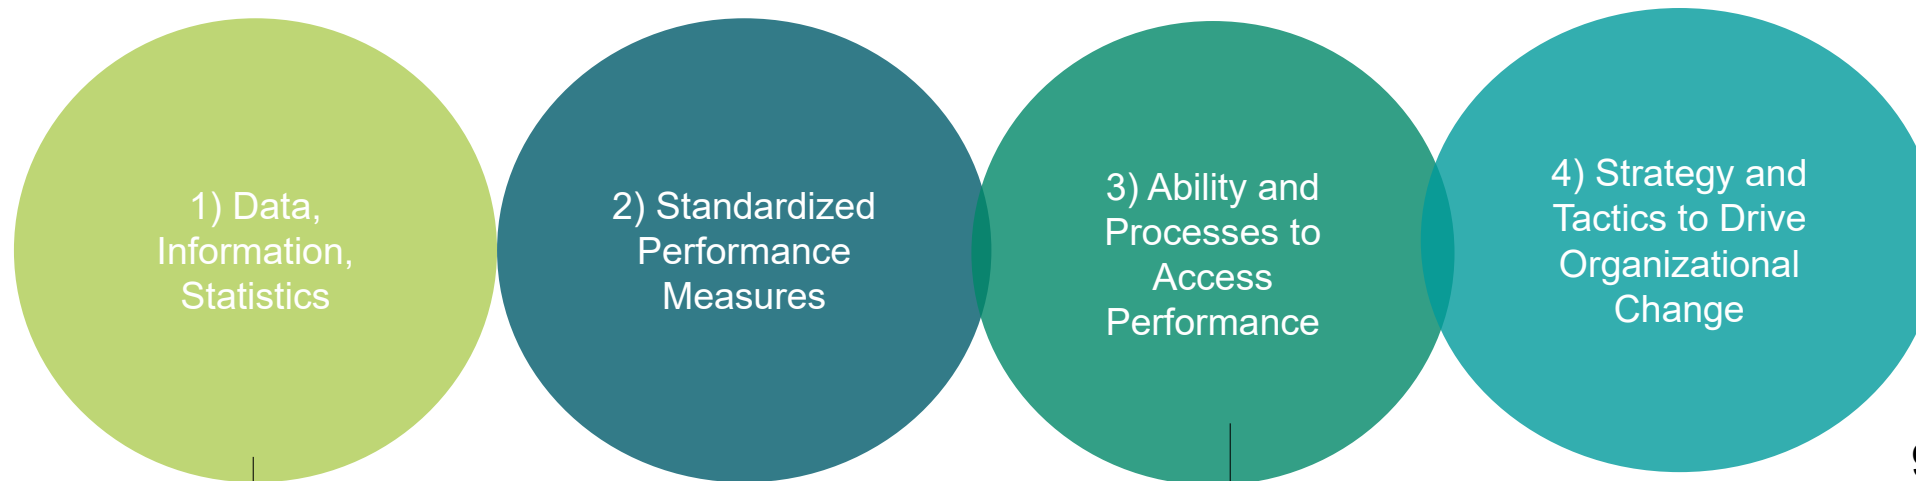 1) Data,
Information,
Statistics
2) Standardized
Performance
Measures
3) Ability and
Processes to
Access
Performance
4) Strategy and
Tactics to Drive
Organizational
Change